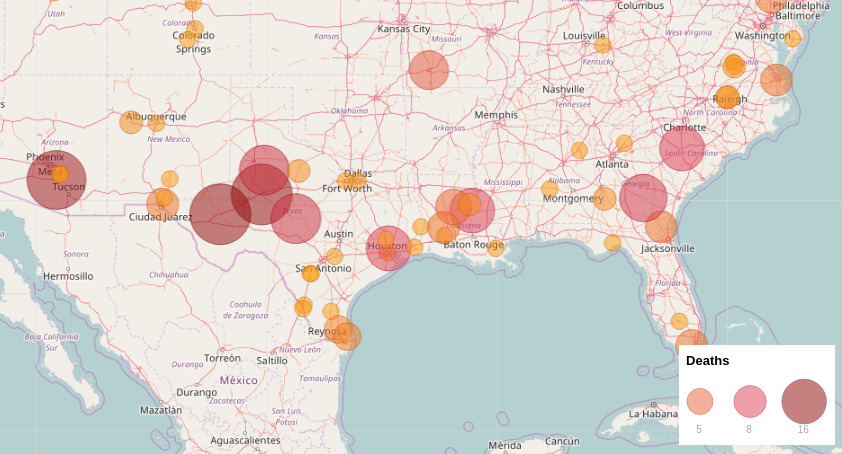 Columbus
Philadelphia
Baltimore
Utah
Colorado
Colorado
Springs
Kansas
Kansas City
Missouri
Louisville
Kentucky
West Virginia
Washington
Nashville
Tennessee
Raleigh
North Carolina
Albuquerque
New Mexico
Oklahoma
Arkansas
Memphis
Charlotte
South Carolina
Arizona
Phoenix
Mesa
Tucson
Dallas
Fort Worth
Mississippi
Alabama
Atlanta
Georgia
Montgomery
Ciudad Juárez
Texas
Austin
Houston
Louisiana
Baton Rouge
Jacksonville
Sonora
Hermosillo
Chihuahua
San Antonio
Florida
Coahuila
de Zaragoza
Baja California
Sur
Reynosa
Nuevo León
Durango
Torreón
Saltillo
Tamaulipas
México
Durango
Zacatecas
Mazatlán
San Luis
Potosí
Aguascalientes
Mérida
Cancún
La Habana
Deaths
5 8 16